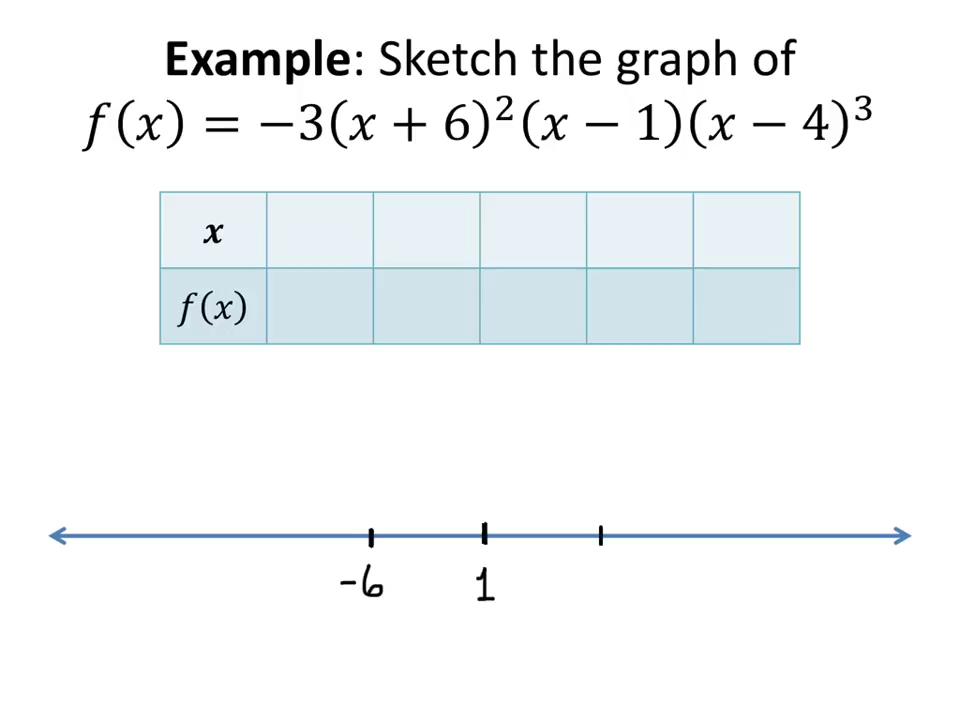 Example: Sketch the graph of
f(x) = −3(x + 6)²(x − 1)(x − 4)³
x
f(x)
-6 1